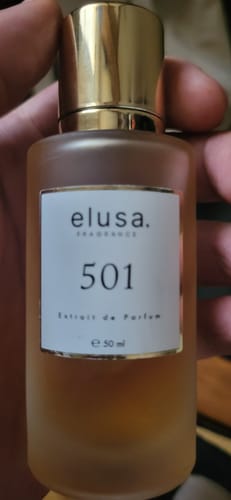 elusa.
FRAGRANCE
501
Extrait de Parfum
℮ 50 ml